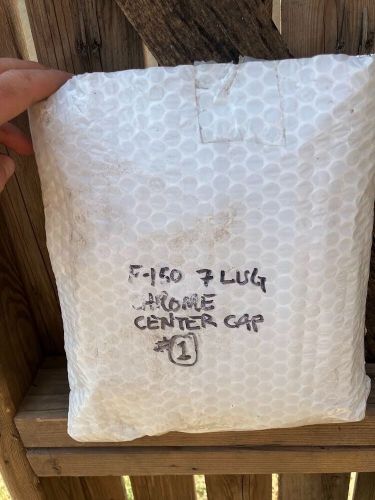 F-150 7 LUG
CHROME
CENTER CAP
#1